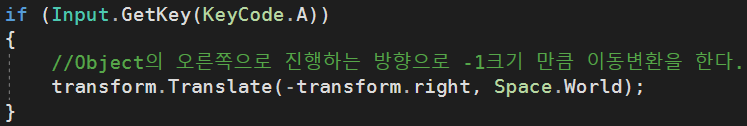 if (Input.GetKey(KeyCode.A))
{
//Object의 오른쪽으로 진행하는 방향으로 -1크기 만큼 이동변환을 한다.
transform.Translate(-transform.right, Space.World);
}